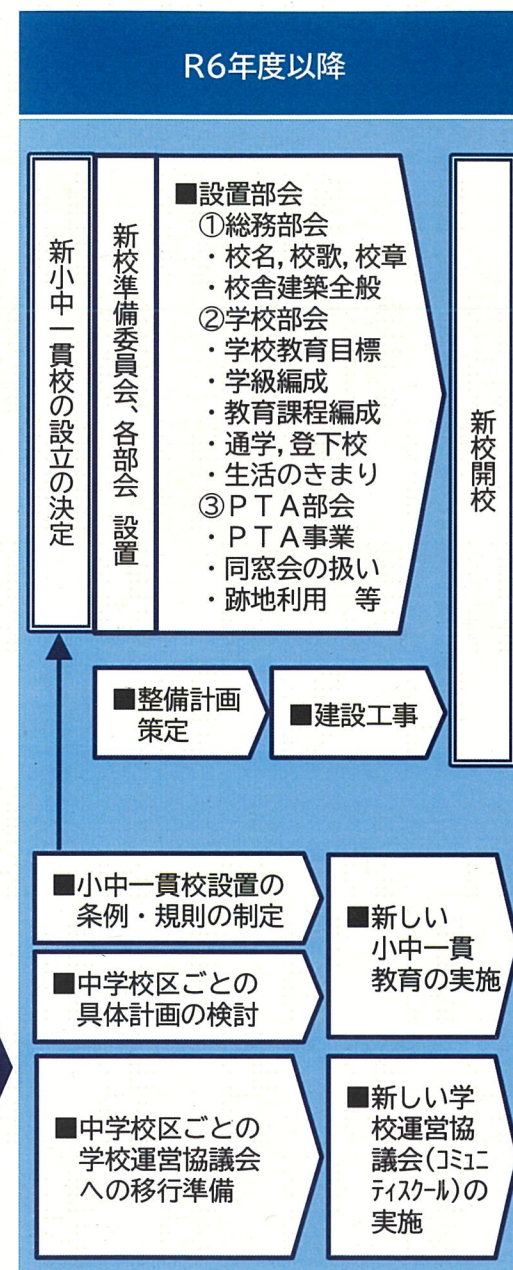 R6年度以降
新小中一貫校の設立の決定
新校準備委員会、各部会 設置
■設置部会
①総務部会
・校名,校歌,校章
・校舎建築全般
②学校部会
・学校教育目標
・学級編成
・教育課程編成
・通学,登下校
・生活のきまり
③ＰＴＡ部会
・ＰＴＡ事業
・同窓会の扱い
・跡地利用　等
新校開校
■整備計画
策定
■建設工事
■小中一貫校設置の
条例・規則の制定
■中学校区ごとの
具体計画の検討
■新しい
小中一貫
教育の実施
■中学校区ごとの
学校運営協議会
への移行準備
■新しい学
校運営協
議会(ｺﾐｭﾆ
ﾃｨｽｸｰﾙ)の
実施